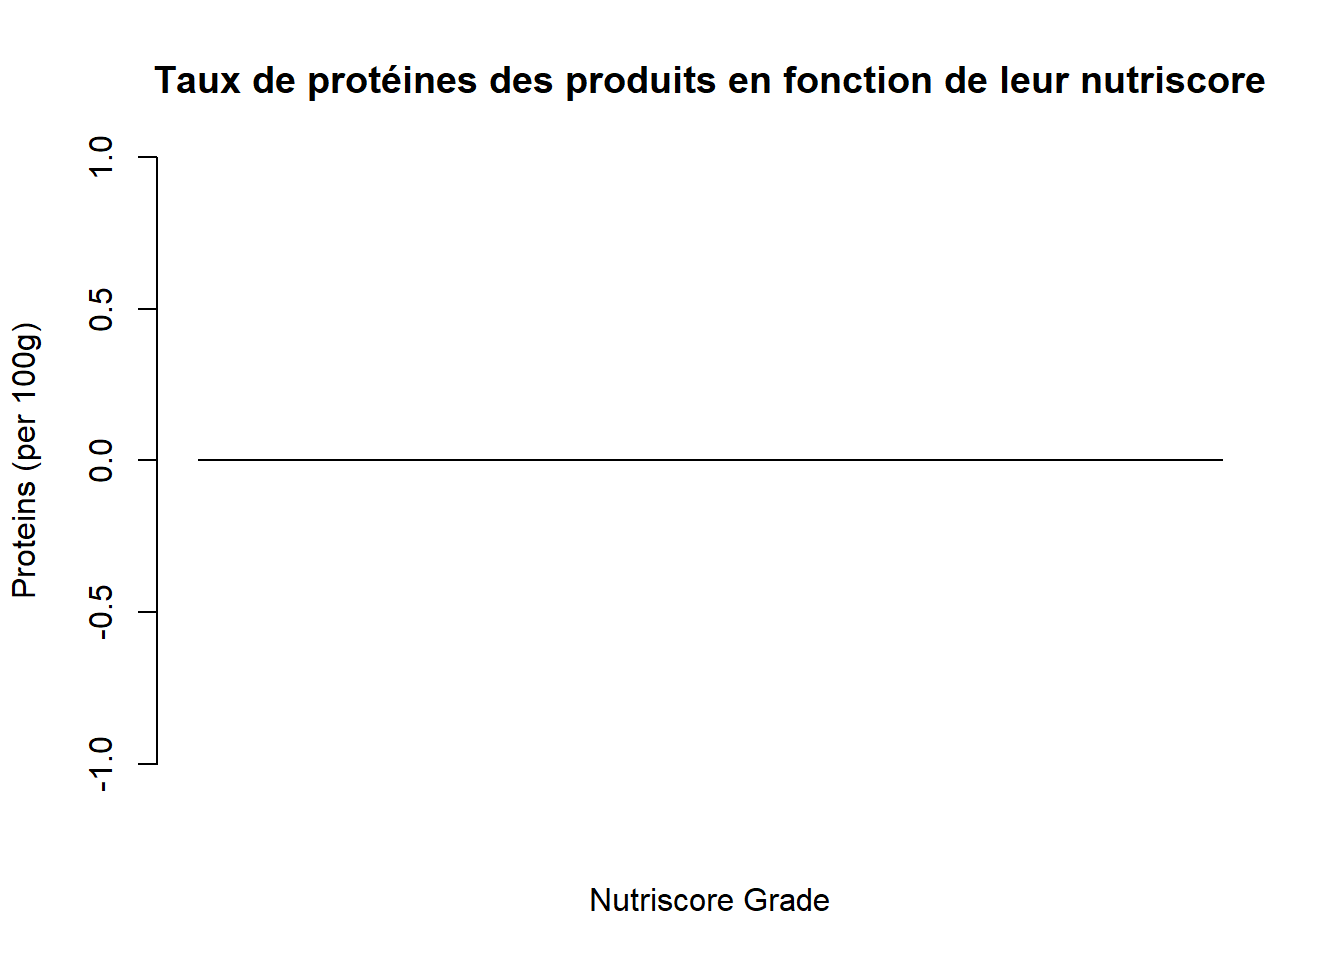 Taux de protéines des produits en fonction de leur nutriscore
1.0
0.5
0.0
-0.5
-1.0
Proteins (per 100g)
Nutriscore Grade